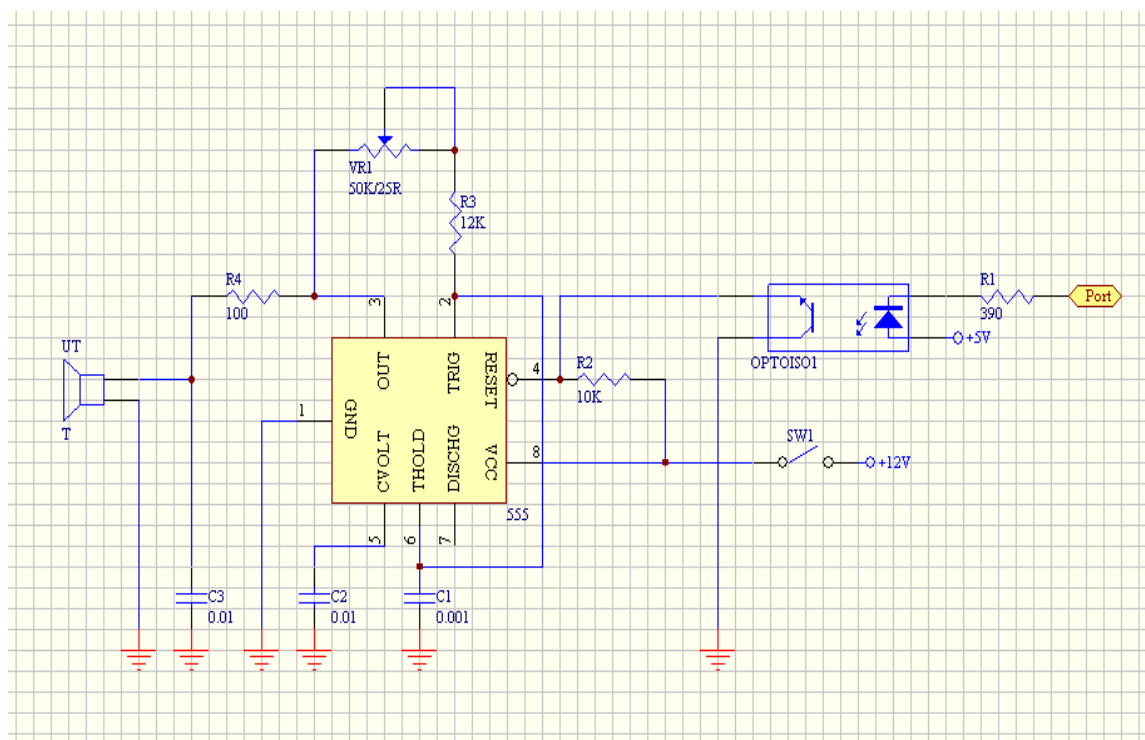 VR1
50K/25R
R3
12K
R4
100
3
2
R1
390
Port
+5V
OPTOISO1
UT
T
OUT
TRIG
RESET
4
R2
10K
1
GND
CVOLT
THOLD
DISCHG
VCC
8
SW1
+12V
555
5
6
7
C3
0.01
C2
0.01
C1
0.001